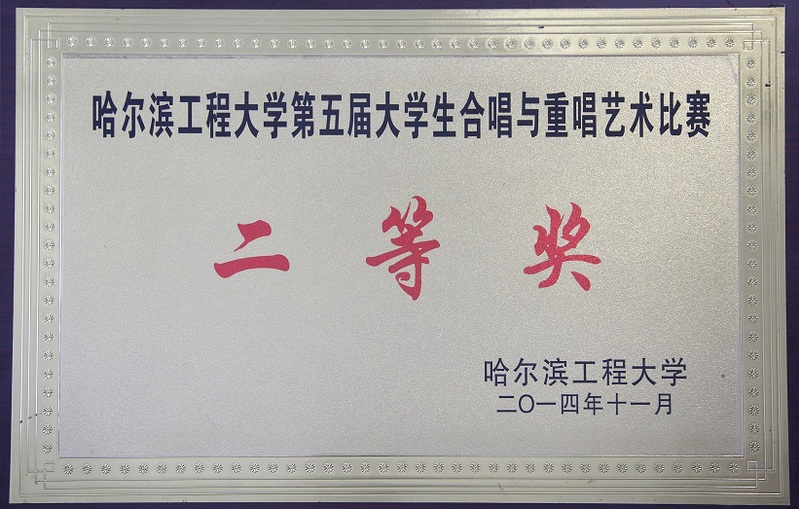 哈尔滨工程大学第五届大学生合唱与重唱艺术比赛
二等奖
哈尔滨工程大学
二〇一四年十一月